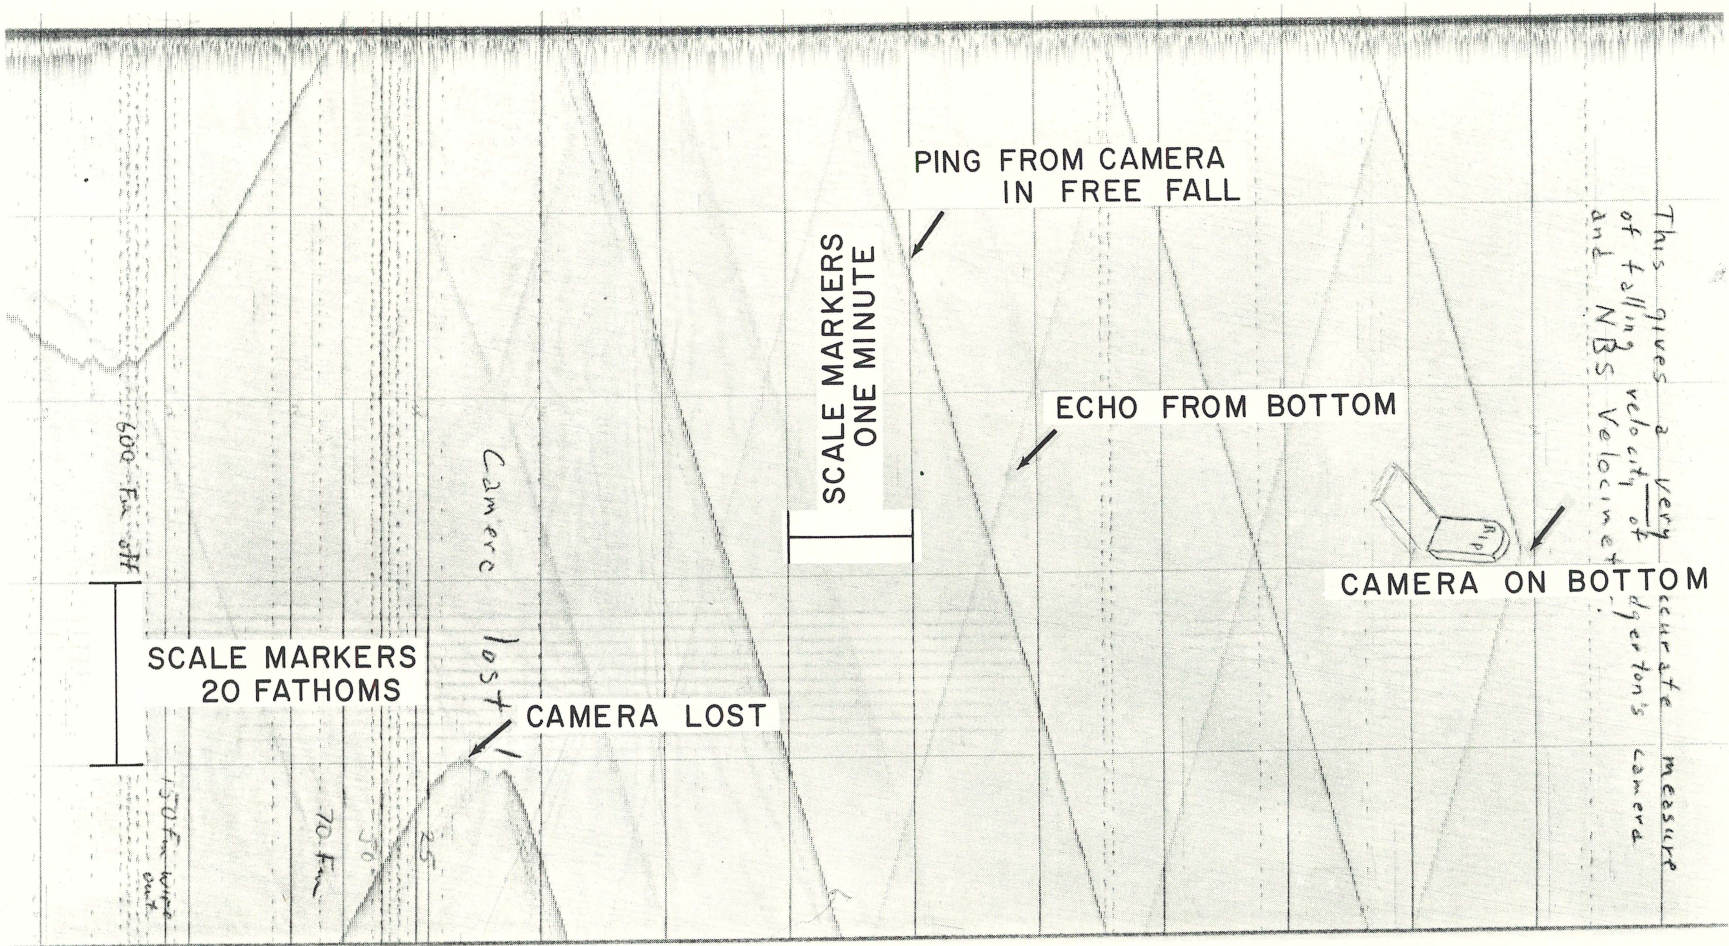 PING FROM CAMERA
IN FREE FALL
SCALE MARKERS
ONE MINUTE
ECHO FROM BOTTOM
CAMERA ON BOTTOM
SCALE MARKERS
20 FATHOMS
CAMERA LOST
Camera lost!
600 Fm off
150 Fm wire
out
70 Fm
50
25
This gives a very accurate measure
of falling velocity of Edgerton's camera
and NBS Velocimeter.
RIP